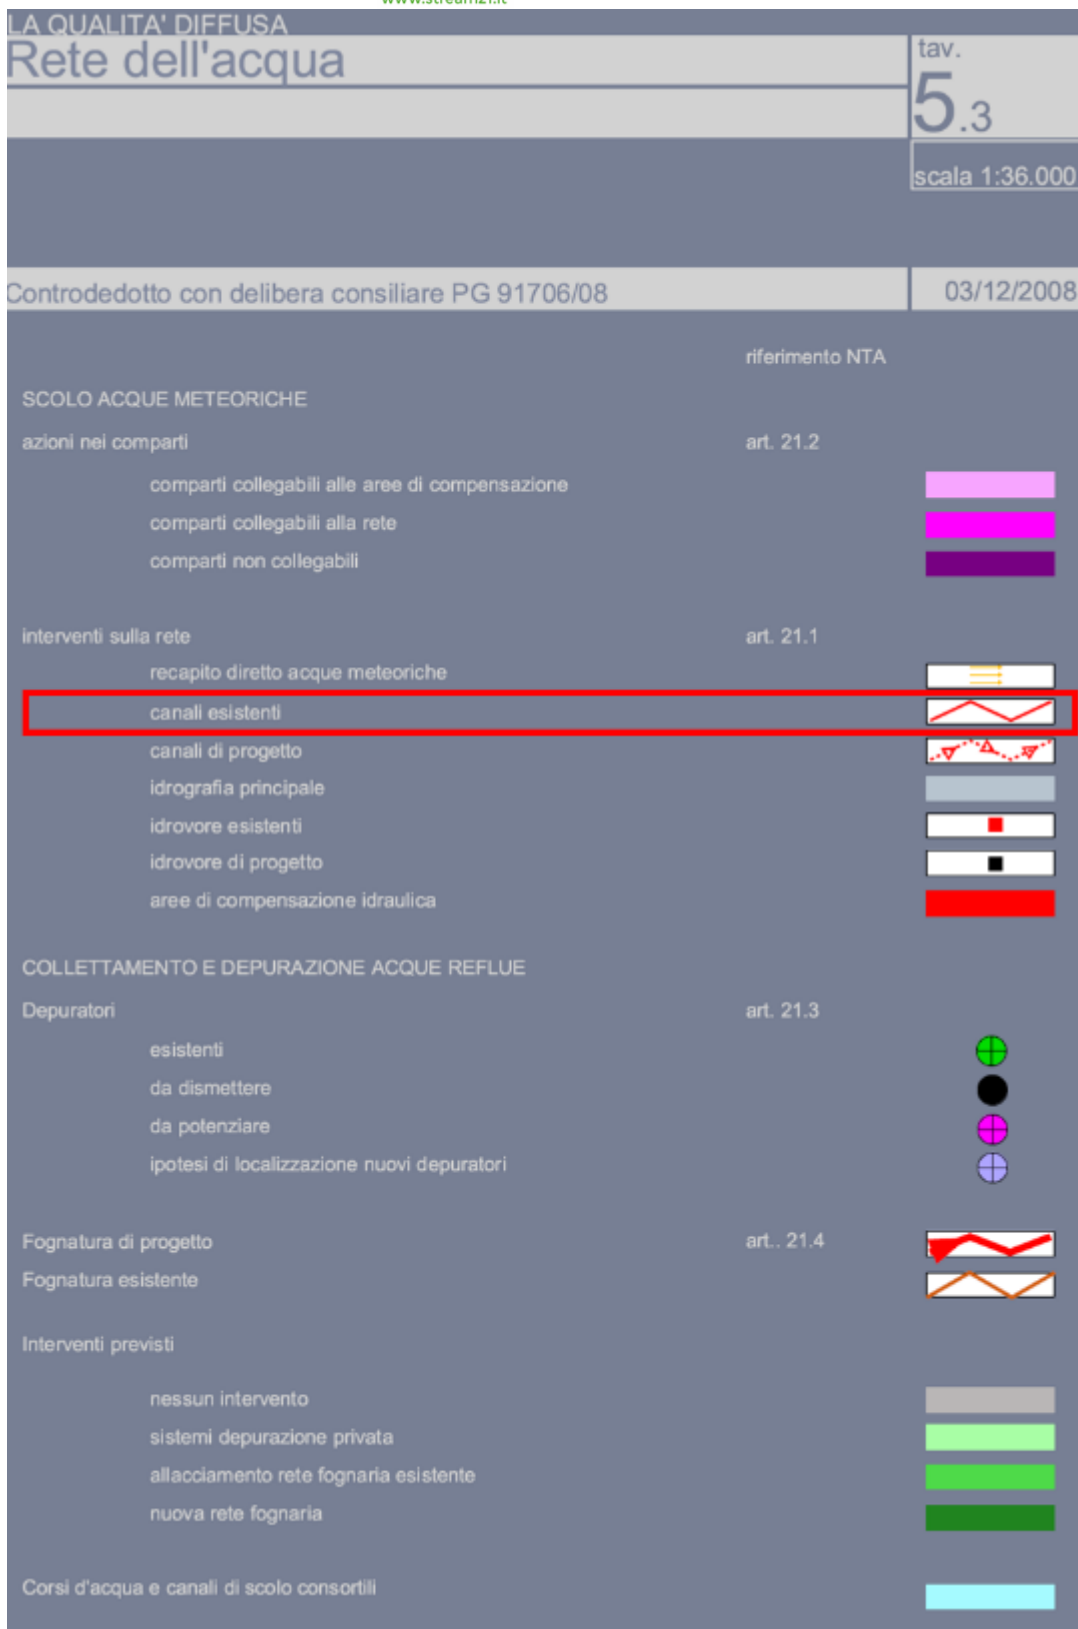 www.stream21.it
LA QUALITA' DIFFUSA
Rete dell'acqua
tav.
5.3
scala 1:36.000
Controdedotto con delibera consiliare PG 91706/08
03/12/2008
riferimento NTA
SCOLO ACQUE METEORICHE
azioni nei comparti art. 21.2
comparti collegabili alle aree di compensazione
comparti collegabili alla rete
comparti non collegabili
interventi sulla rete art. 21.1
recapito diretto acque meteoriche
canali esistenti
canali di progetto
idrografia principale
idrovore esistenti
idrovore di progetto
aree di compensazione idraulica
COLLETTAMENTO E DEPURAZIONE ACQUE REFLUE
Depuratori art. 21.3
esistenti
da dismettere
da potenziare
ipotesi di localizzazione nuovi depuratori
Fognatura di progetto art.. 21.4
Fognatura esistente
Interventi previsti
nessun intervento
sistemi depurazione privata
allacciamento rete fognaria esistente
nuova rete fognaria
Corsi d'acqua e canali di scolo consortili